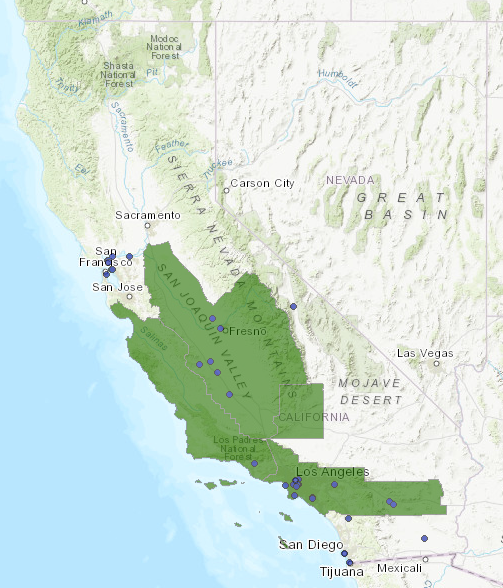 Klamath
Modoc
National
Forest
Shasta
National
Forest
Pit
Trinity
Humboldt
Sacramento
Feather
Eel
Truckee
Carson City
NEVADA
GREAT
BASIN
SIERRA NEVADA MOUNTAINS
Sacramento
San
Francisco
San Jose
SAN JOAQUIN VALLEY
Salinas
Fresno
Las Vegas
MOJAVE
DESERT
CALIFORNIA
Los Padres
National
Forest
Los Angeles
San Diego
Tijuana
Mexicali